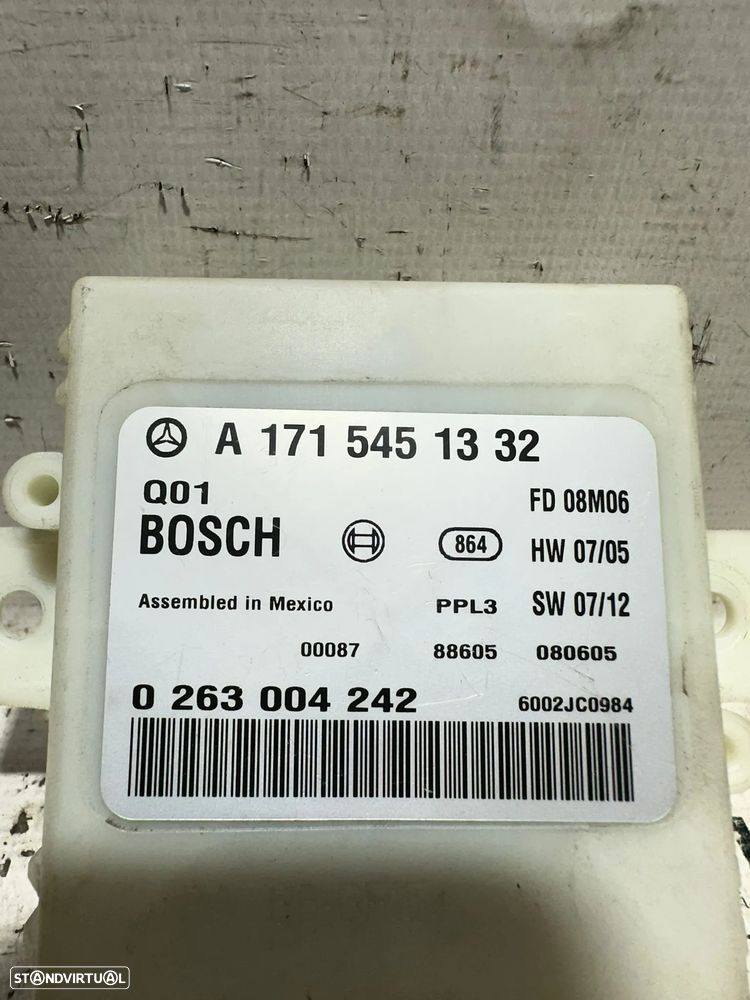 A 171 545 13 32
Q01
FD 08M06
BOSCH
864
HW 07/05
Assembled in Mexico
PPL3
SW 07/12
00087
88605
080605
0 263 004 242
6002JC0984
STANDVIRTUAL